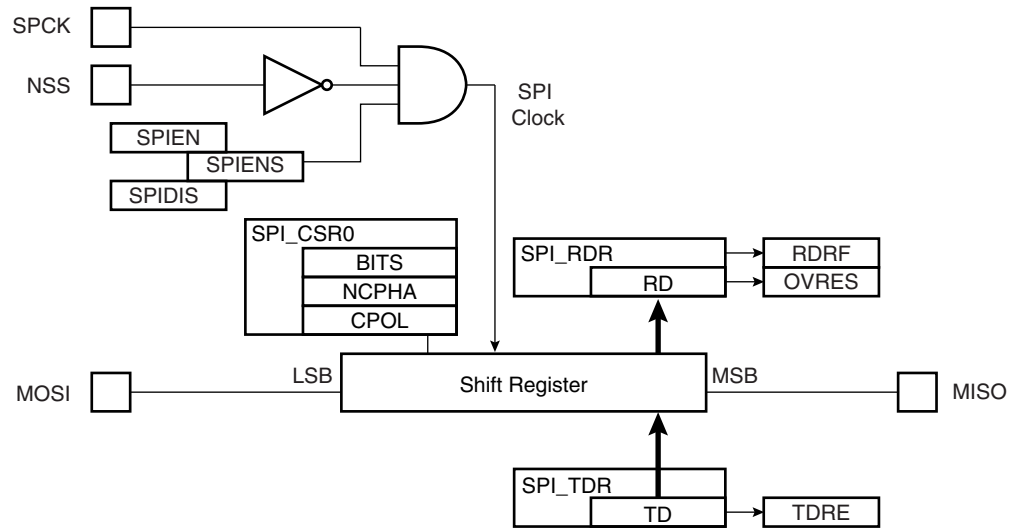 SPCK
NSS
SPI
Clock
SPIEN
SPIENS
SPIDIS
SPI_CSR0
BITS
NCPHA
CPOL
SPI_RDR
RD
RDRF
OVRES
MOSI
LSB
Shift Register
MSB
MISO
SPI_TDR
TD
TDRE